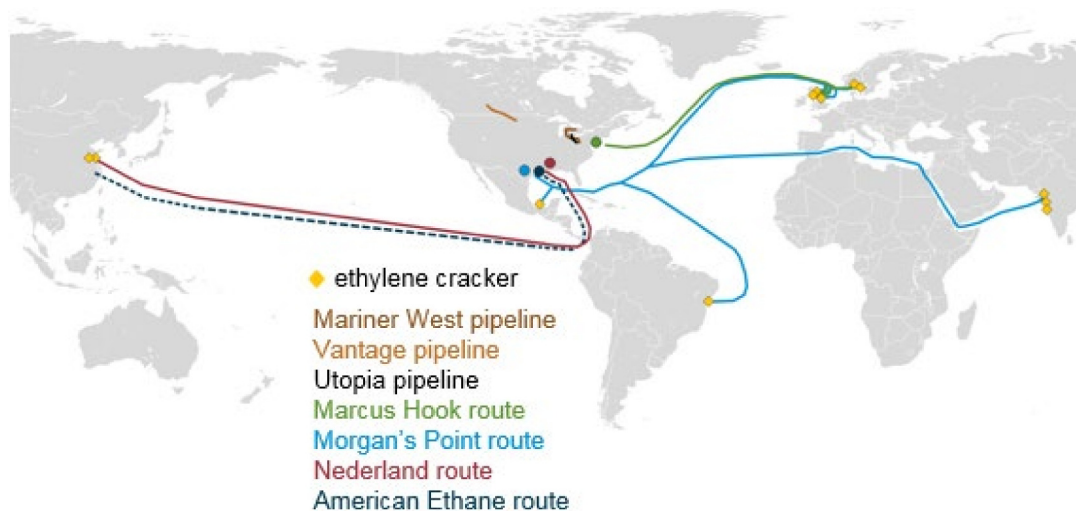 ethylene cracker
Mariner West pipeline
Vantage pipeline
Utopia pipeline
Marcus Hook route
Morgan's Point route
Nederland route
American Ethane route